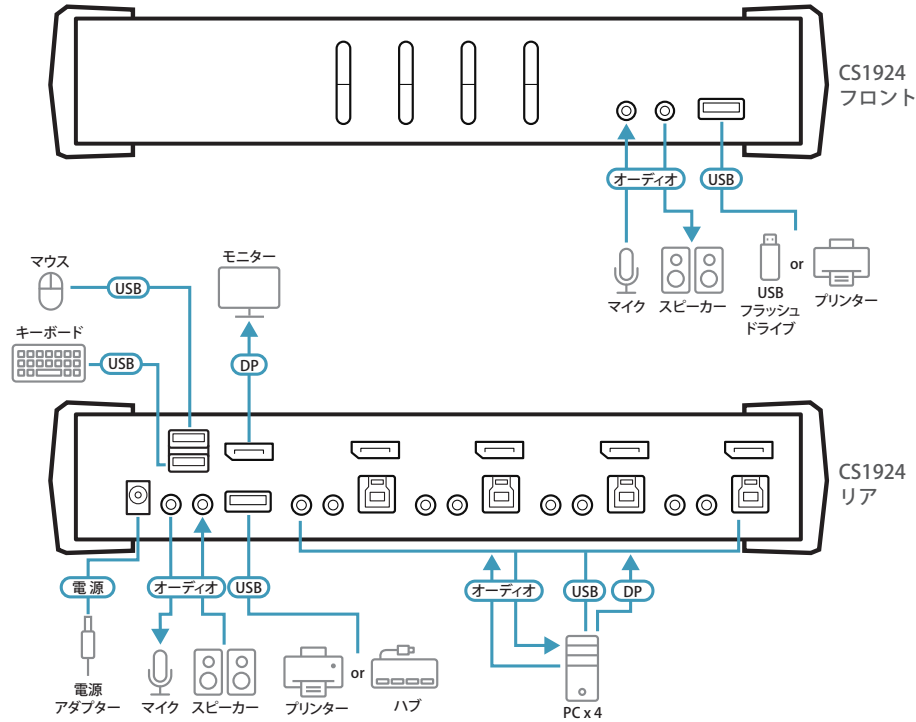 CS1924
フロント
オーディオ
USB
マイク
スピーカー
USB
フラッシュ
ドライブ
or
プリンター
マウス
USB
モニター
キーボード
USB
DP
CS1924
リア
電源
オーディオ
USB
オーディオ
USB
DP
電源
アダプター
マイク
スピーカー
プリンター
or
ハブ
PC x 4